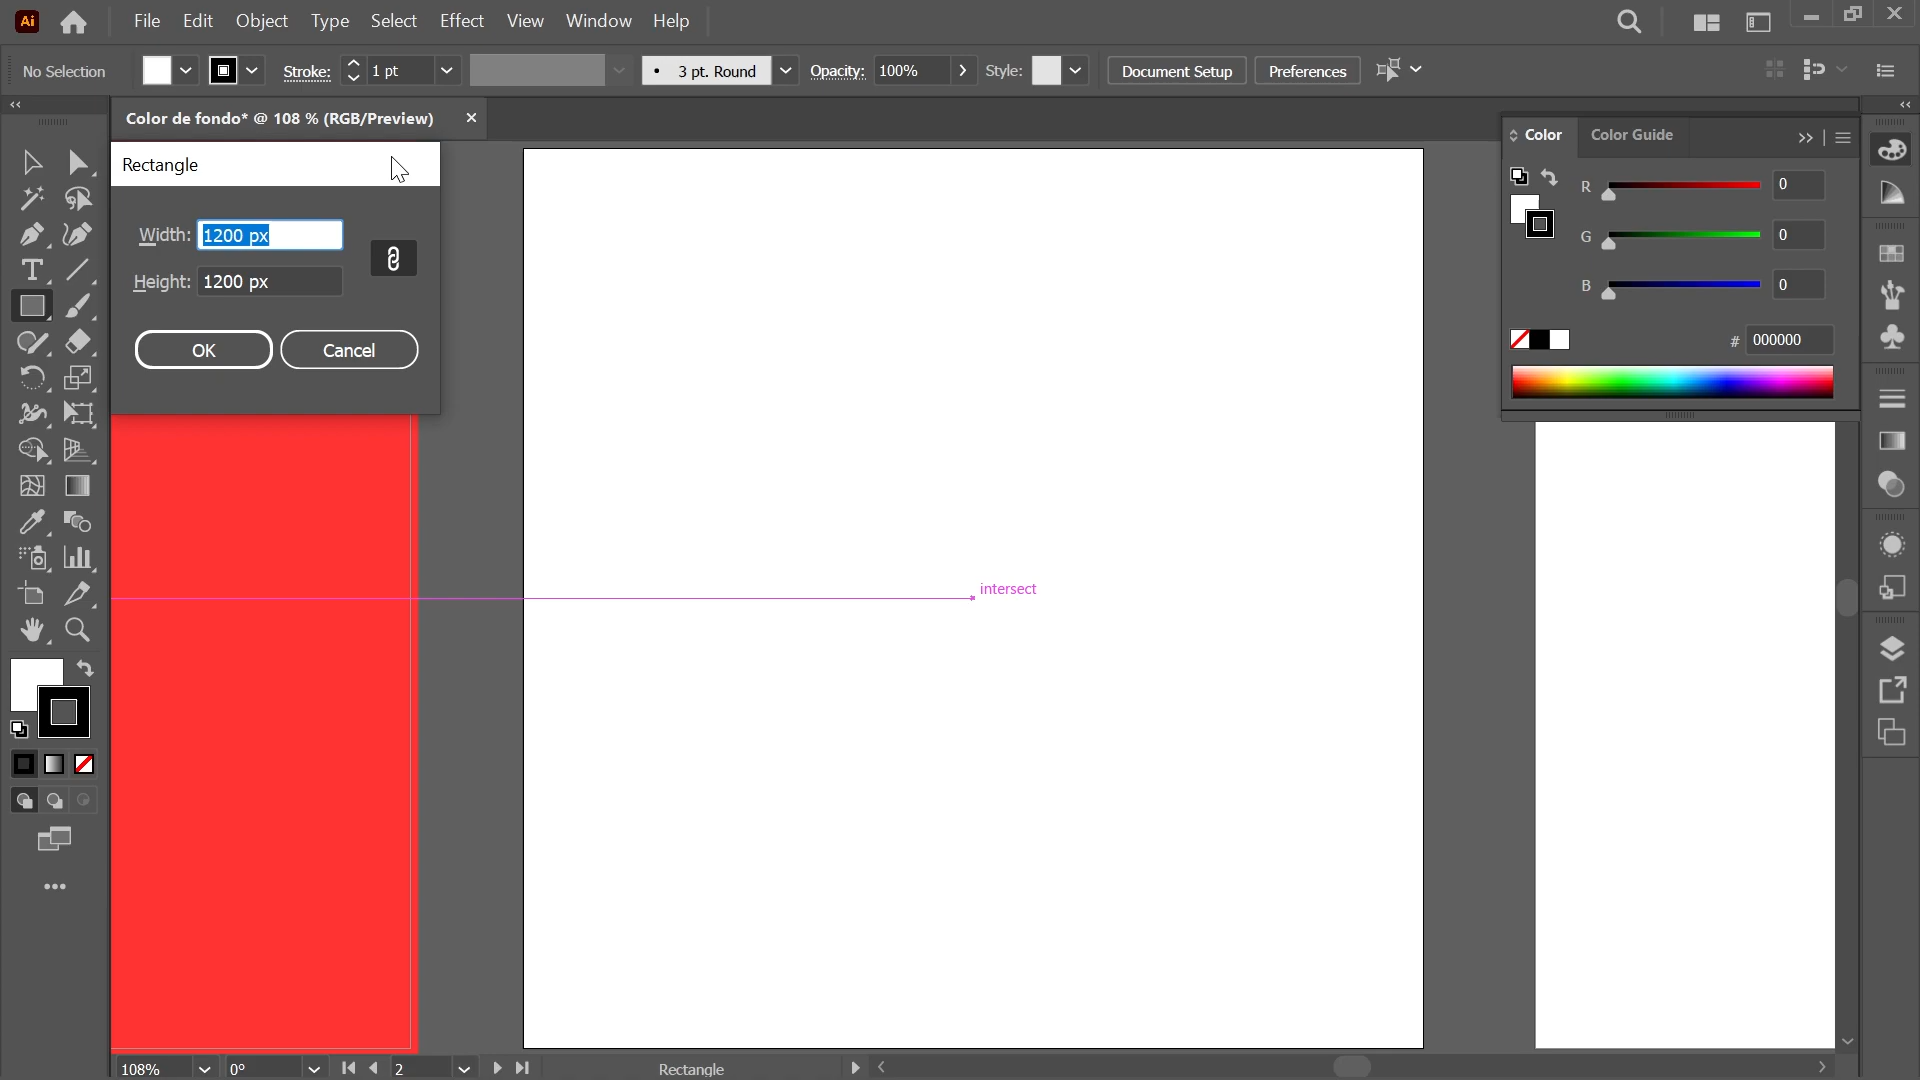 Ai File Edit Object Type Select Effect View Window Help
No Selection Stroke: 1 pt 3 pt. Round Opacity: 100% Style: Document Setup Preferences
Color de fondo* @ 108 % (RGB/Preview)
Color Color Guide
Rectangle
R 0
Width: 1200 px
G 0
Height: 1200 px
B 0
# 000000
OK Cancel
intersect
108% 0° 2 Rectangle